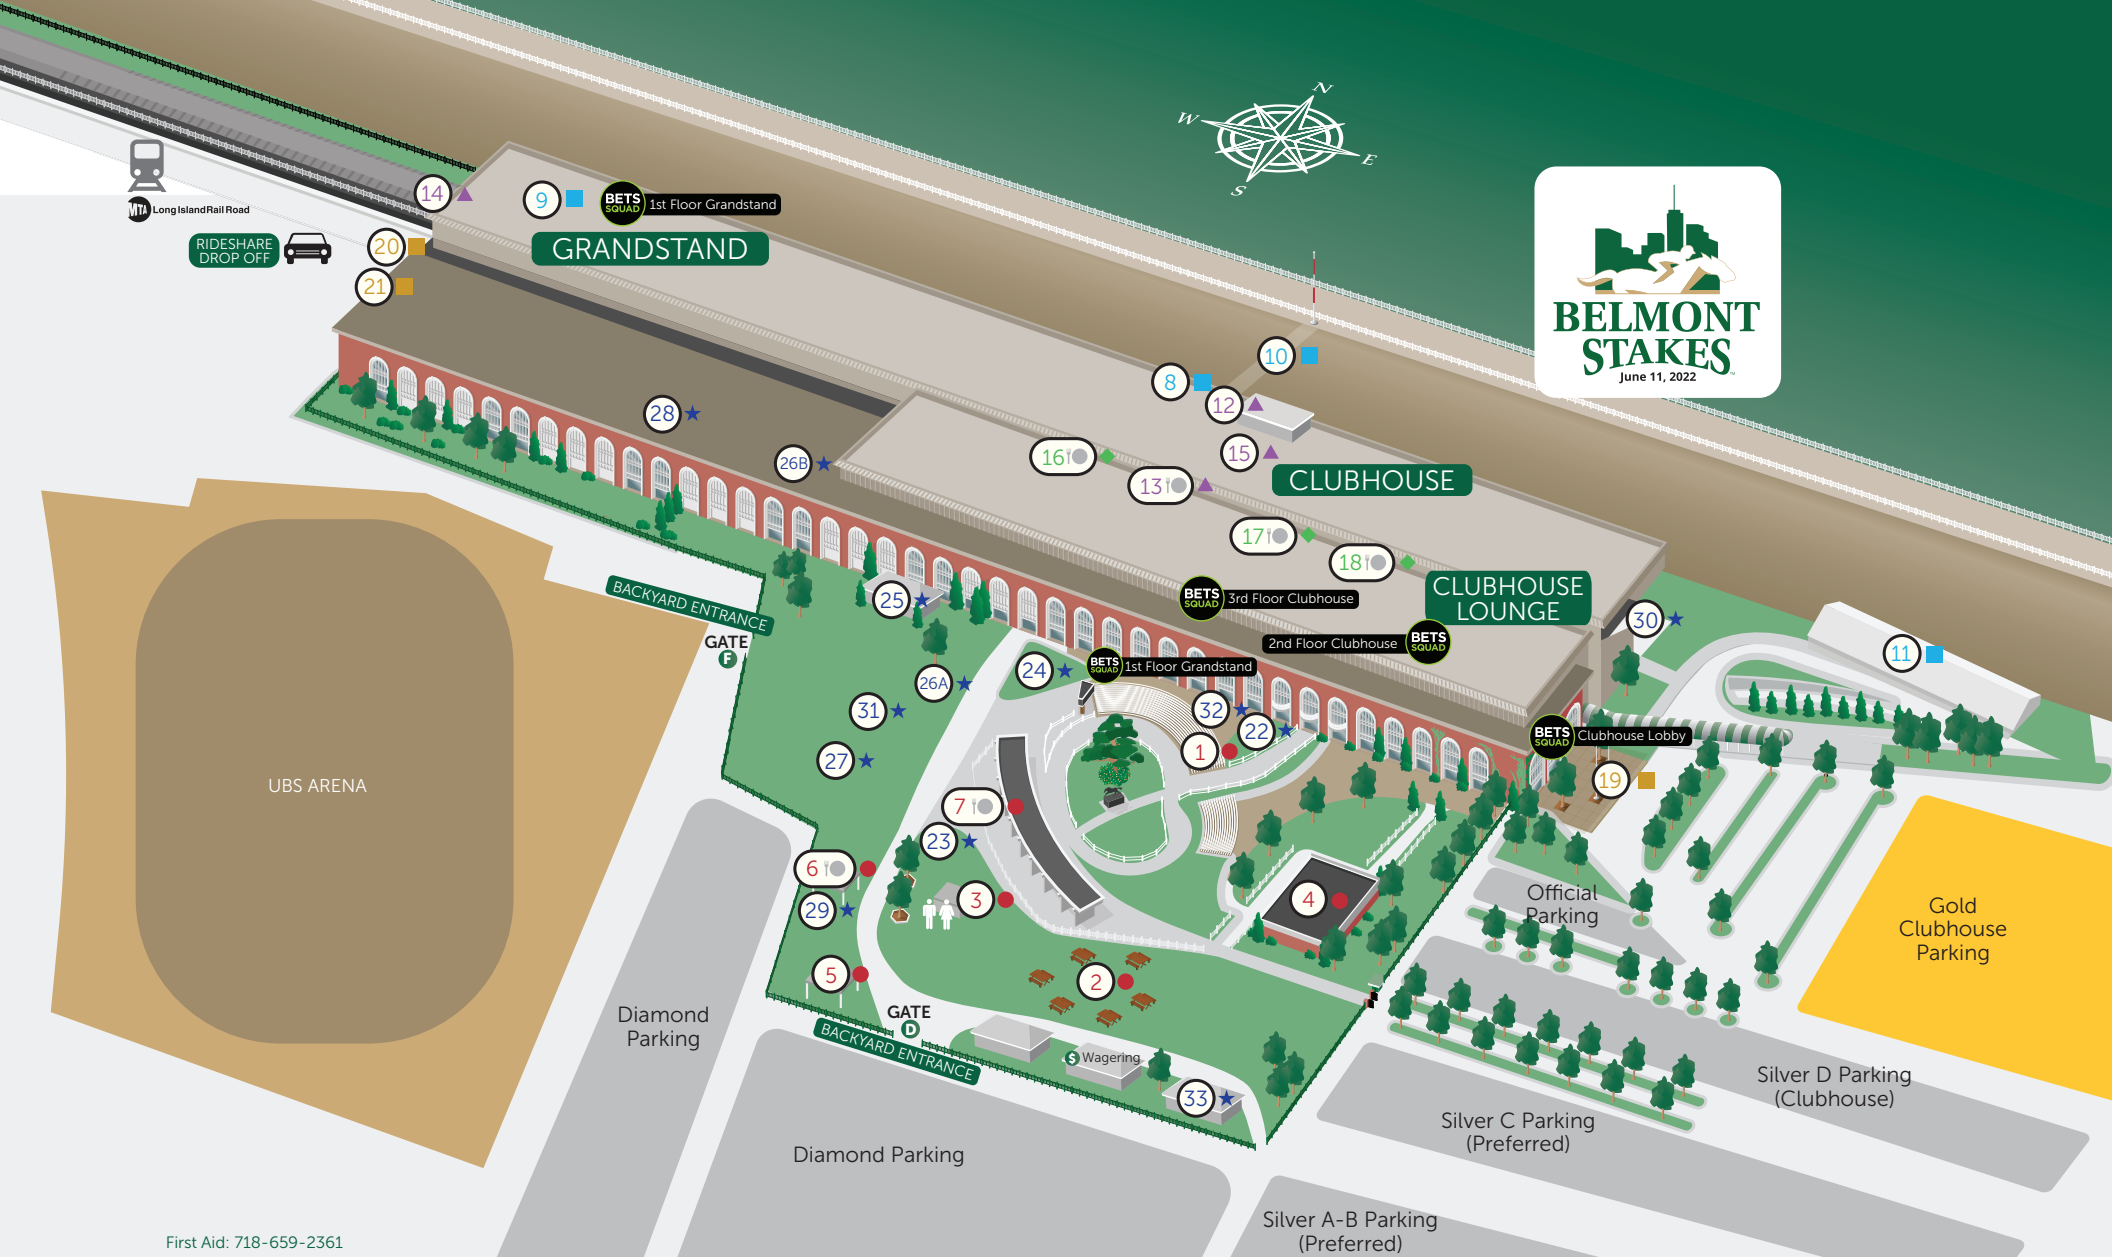 N
W
E
S
BELMONT
STAKES
June 11, 2022
MTA Long Island Rail Road
RIDESHARE
DROP OFF
14
9
BETS
SQUAD
1st Floor Grandstand
GRANDSTAND
20
21
10
8
12
28
15
16
26B
13
CLUBHOUSE
17
18
CLUBHOUSE
LOUNGE
BACKYARD ENTRANCE
GATE
F
25
BETS
SQUAD
3rd Floor Clubhouse
2nd Floor Clubhouse
BETS
SQUAD
30
11
24
BETS
SQUAD
1st Floor Grandstand
26A
31
32
22
1
BETS
SQUAD
Clubhouse Lobby
27
19
UBS ARENA
7
23
6
29
3
4
Official
Parking
Gold
Clubhouse
Parking
5
2
GATE
D
BACKYARD ENTRANCE
Diamond
Parking
$ Wagering
33
Silver D Parking
(Clubhouse)
Silver C Parking
(Preferred)
Diamond Parking
Silver A-B Parking
(Preferred)
First Aid: 718-659-2361